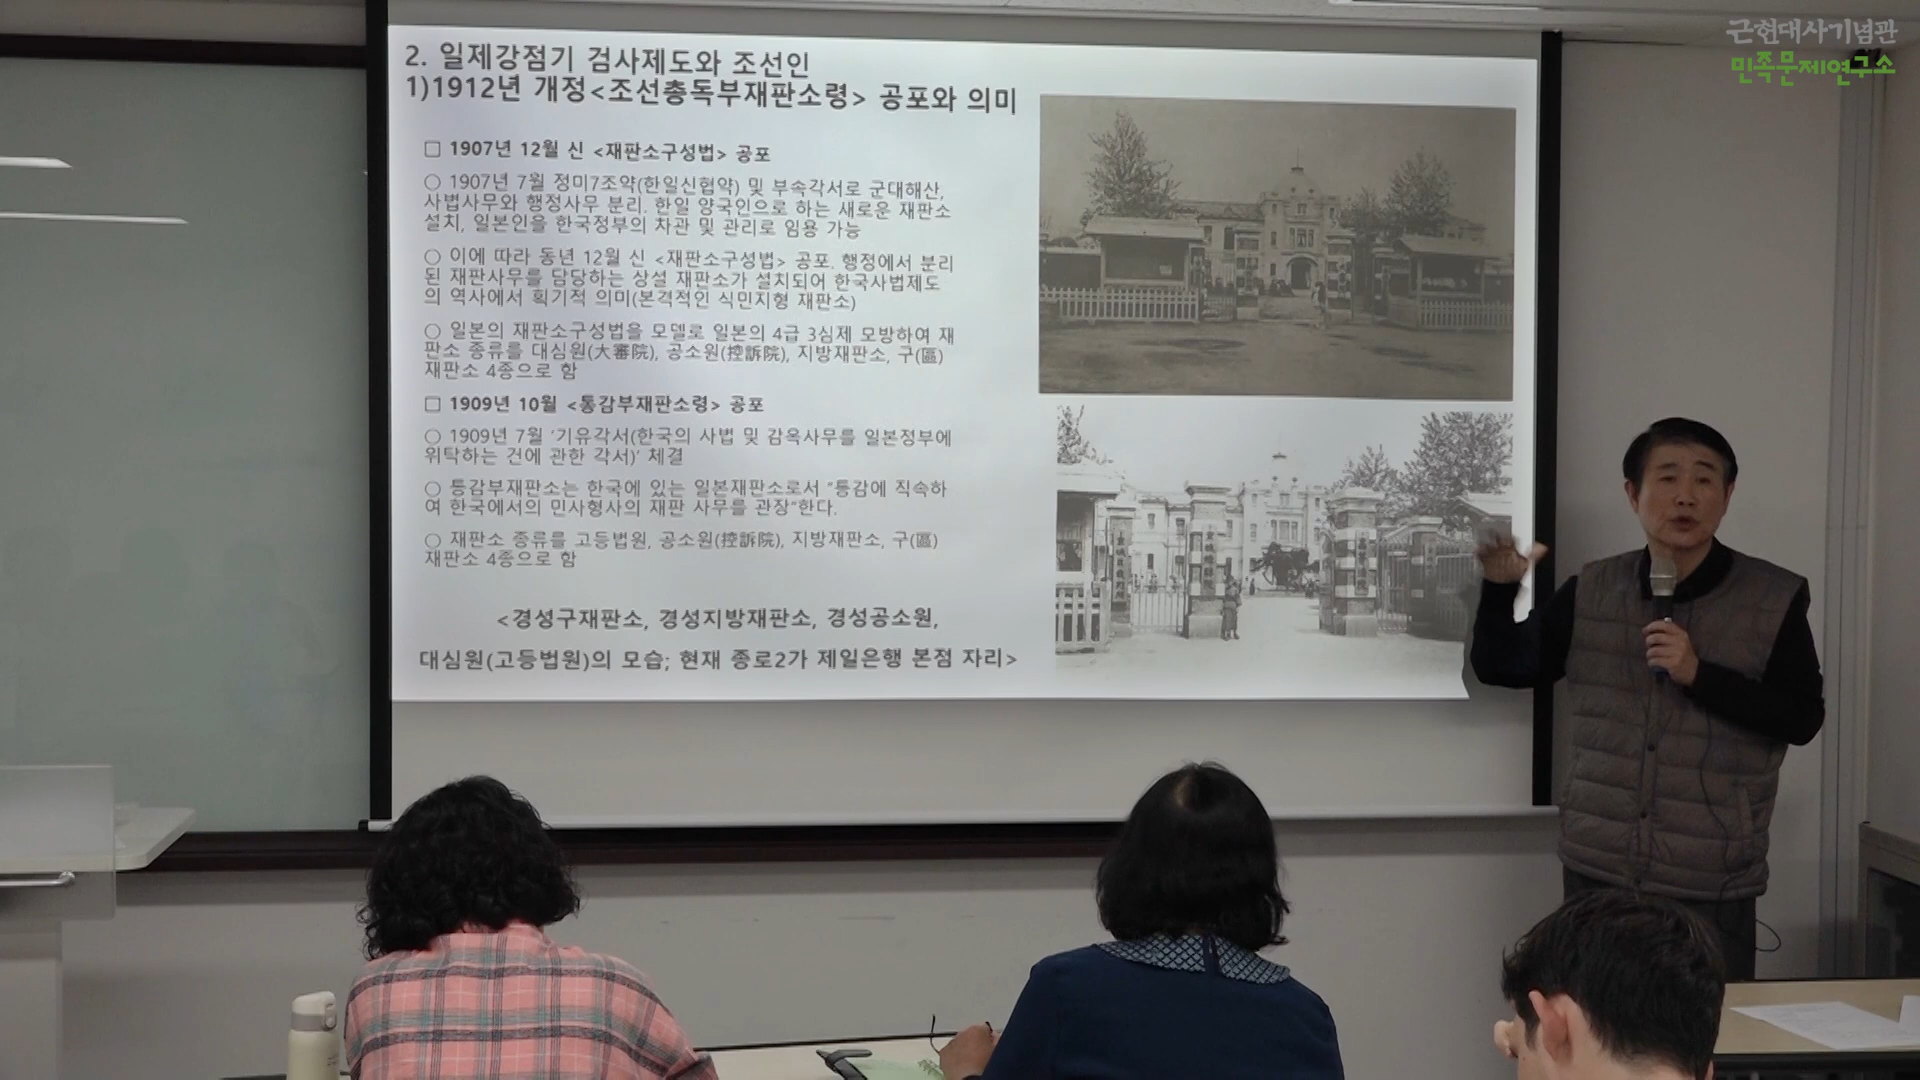 근현대사기념관
민족문제연구소
2. 일제강점기 검사제도와 조선인
1)1912년 개정<조선총독부재판소령> 공포와 의미
□ 1907년 12월 신 <재판소구성법> 공포
○ 1907년 7월 정미7조약(한일신협약) 및 부속각서로 군대해산,
사법사무와 행정사무 분리. 한일 양국인으로 하는 새로운 재판소
설치, 일본인을 한국정부의 차관 및 관리로 임용 가능
○ 이에 따라 동년 12월 신 <재판소구성법> 공포. 행정에서 분리
된 재판사무를 담당하는 상설 재판소가 설치되어 한국사법제도
의 역사에서 획기적 의미(본격적인 식민지형 재판소)
○ 일본의 재판소구성법을 모델로 일본의 4급 3심제 모방하여 재
판소 종류를 대심원(大審院), 공소원(控訴院), 지방재판소, 구(區)
재판소 4종으로 함
□ 1909년 10월 <통감부재판소령> 공포
○ 1909년 7월 '기유각서(한국의 사법 및 감옥사무를 일본정부에
위탁하는 건에 관한 각서)' 체결
○ 통감부재판소는 한국에 있는 일본재판소로서 "통감에 직속하
여 한국에서의 민사형사의 재판 사무를 관장"한다.
○ 재판소 종류를 고등법원, 공소원(控訴院), 지방재판소, 구(區)
재판소 4종으로 함
<경성구재판소, 경성지방재판소, 경성공소원,
대심원(고등법원)의 모습; 현재 종로2가 제일은행 본점 자리>